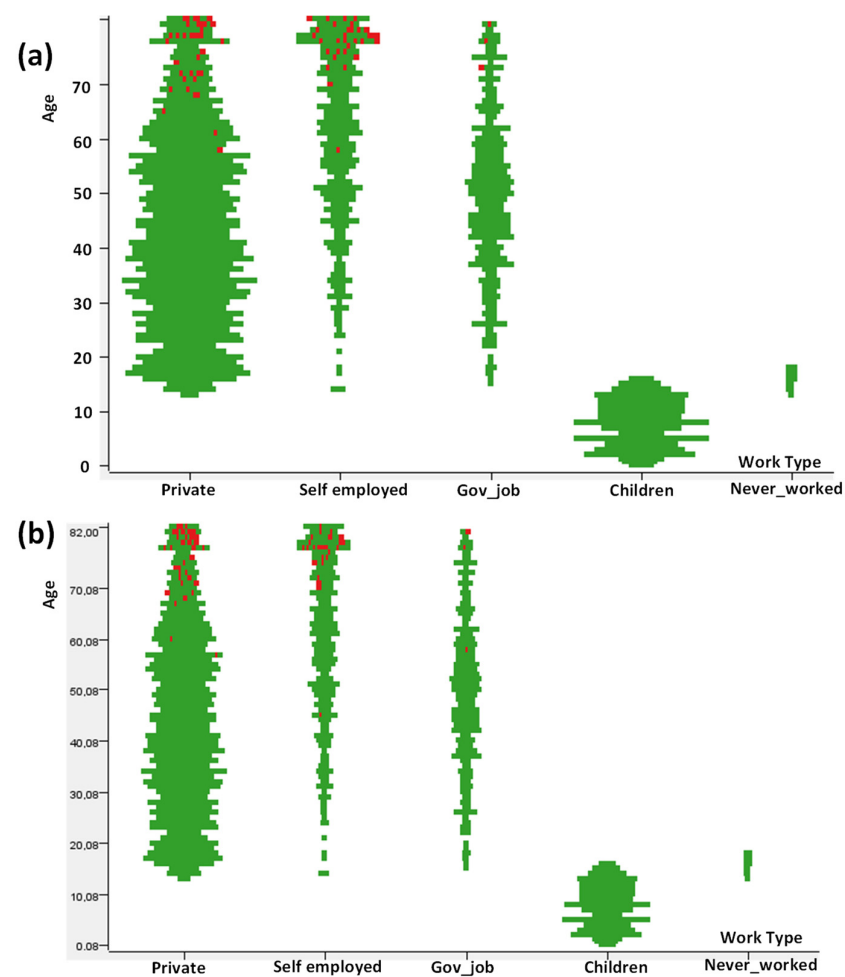 (a)
Age
70
60
50
40
30
20
10
0
Work Type
Private Self employed Gov_job Children Never_worked
(b)
Age
82,00
70,08
60,08
50,08
40,08
30,08
20,08
10,08
0.08
Work Type
Private Self employed Gov_job Children Never_worked